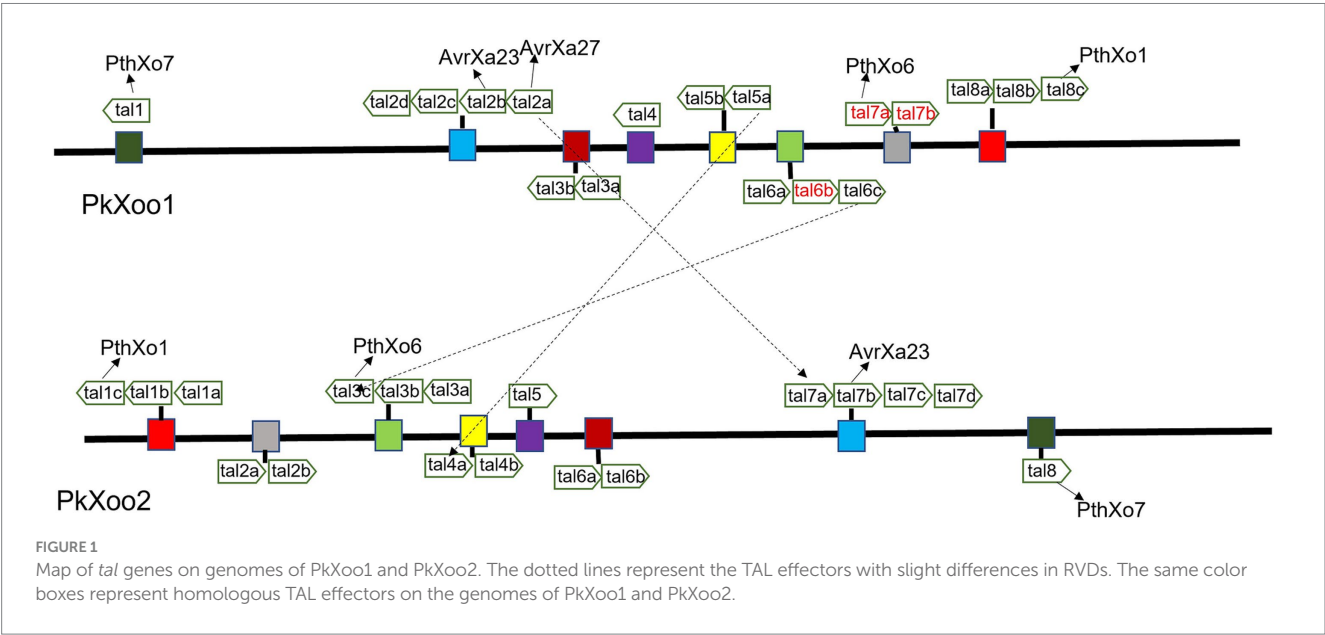 PthXo7
AvrXa23
AvrXa27
PthXo6
PthXo1
tal1
tal2d
tal2c
tal2b
tal2a
tal4
tal5b
tal5a
tal7a
tal7b
tal8a
tal8b
tal8c
tal3b
tal3a
tal6a
tal6b
tal6c
PkXoo1
PthXo1
PthXo6
AvrXa23
tal1c
tal1b
tal1a
tal3c
tal3b
tal3a
tal5
tal7a
tal7b
tal7c
tal7d
tal2a
tal2b
tal4a
tal4b
tal6a
tal6b
tal8
PkXoo2
PthXo7
FIGURE 1
Map of tal genes on genomes of PkXoo1 and PkXoo2. The dotted lines represent the TAL effectors with slight differences in RVDs. The same color
boxes represent homologous TAL effectors on the genomes of PkXoo1 and PkXoo2.